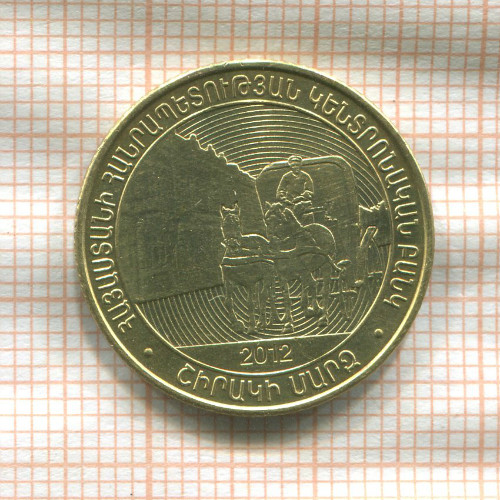 ՀԱՅԱՍՏԱՆԻ ՀԱՆՐԱՊԵՏՈՒԹՅԱՆ ԿԵՆՏՐՈՆԱԿԱՆ ԲԱՆԿ
2012
ՇԻՐԱԿԻ ՄԱՐԶ